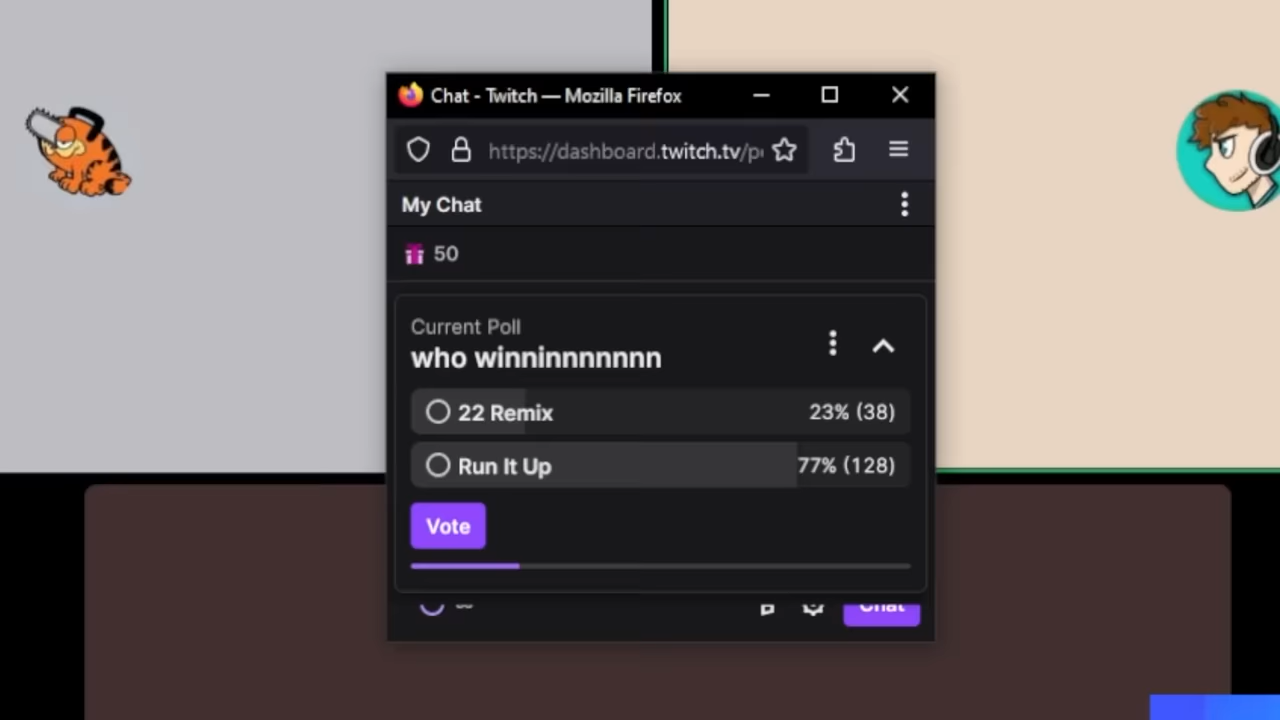 Chat - Twitch — Mozilla Firefox
https://dashboard.twitch.tv/p
My Chat
50
Current Poll
who winninnnnnnn
22 Remix 23% (38)
Run It Up 77% (128)
Vote
Chat